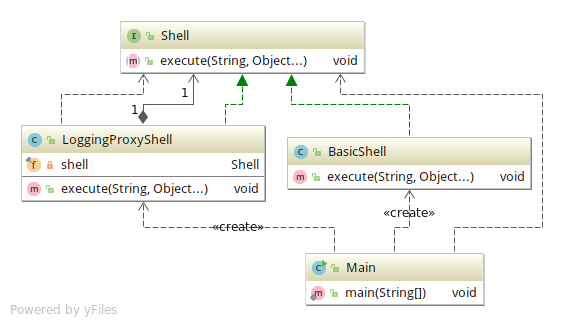 Shell
execute(String, Object...) void
1
1
LoggingProxyShell
shell Shell
execute(String, Object...) void
BasicShell
execute(String, Object...) void
«create»
«create»
Main
main(String[]) void
Powered by yFiles